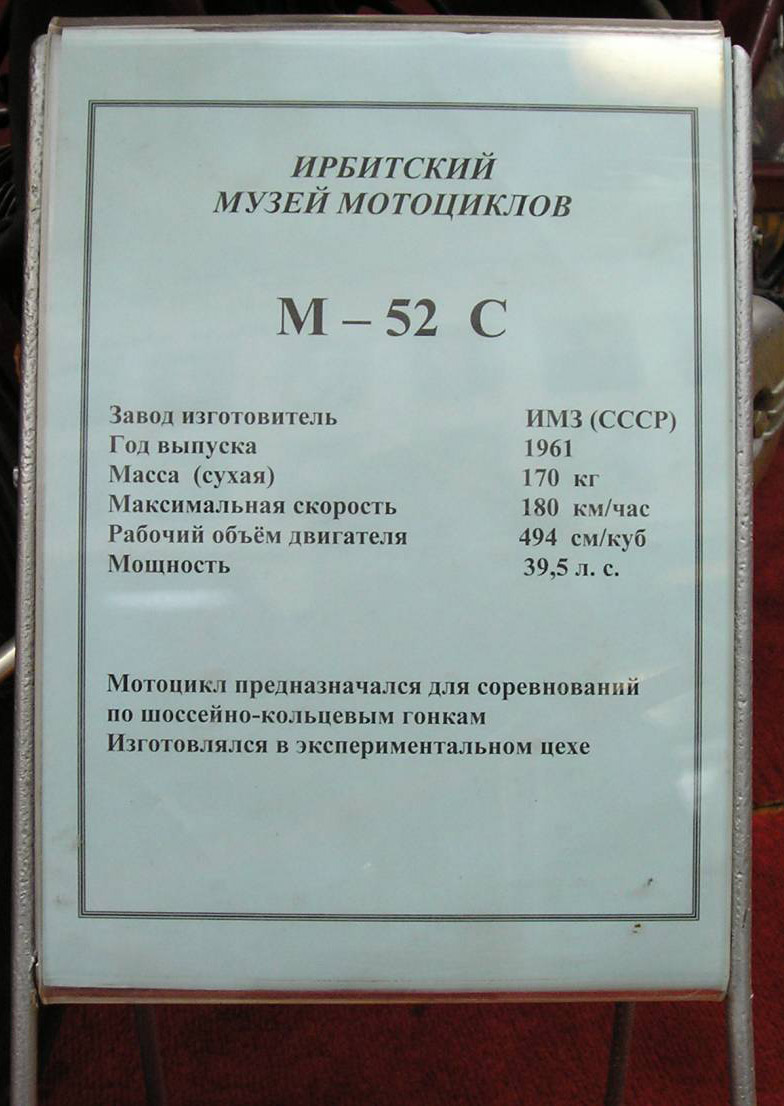 ИРБИТСКИЙ
МУЗЕЙ МОТОЦИКЛОВ
М – 52 С
Завод изготовитель ИМЗ (СССР)
Год выпуска 1961
Масса (сухая) 170 кг
Максимальная скорость 180 км/час
Рабочий объём двигателя 494 см/куб
Мощность 39,5 л. с.
Мотоцикл предназначался для соревнований
по шоссейно-кольцевым гонкам
Изготовлялся в экспериментальном цехе